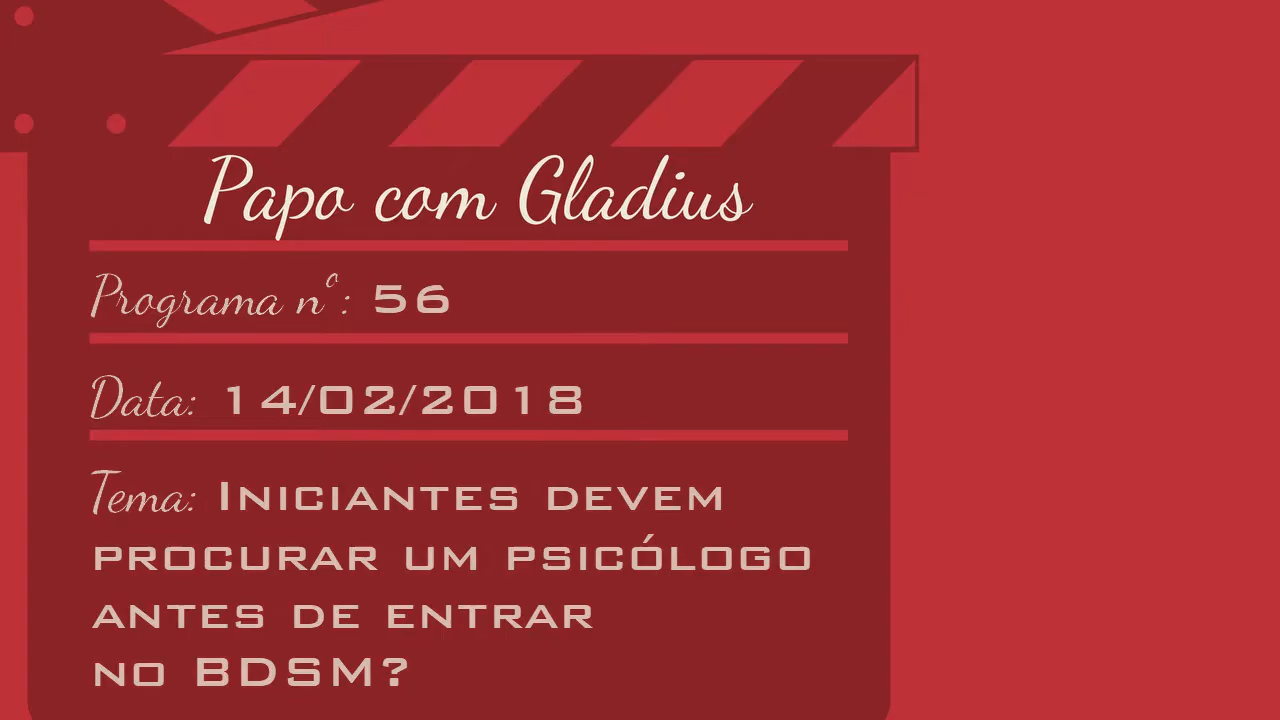 Papo com Gladius
Programa nº: 56
Data: 14/02/2018
Tema: Iniciantes devem
procurar um psicólogo
antes de entrar
no BDSM?